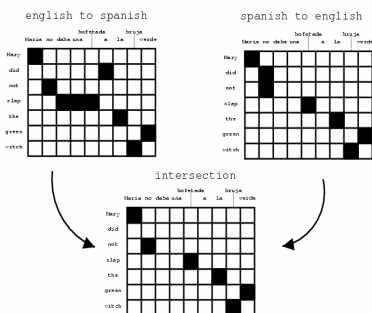 english to spanish
bofetada bruja
Maria no daba una a la verde
Mary
did
not
slap
the
green
witch
spanish to english
bofetada bruja
Maria no daba una a la verde
Mary
did
not
slap
the
green
witch
intersection
bofetada bruja
Maria no daba una a la verde
Mary
did
not
slap
the
green
witch